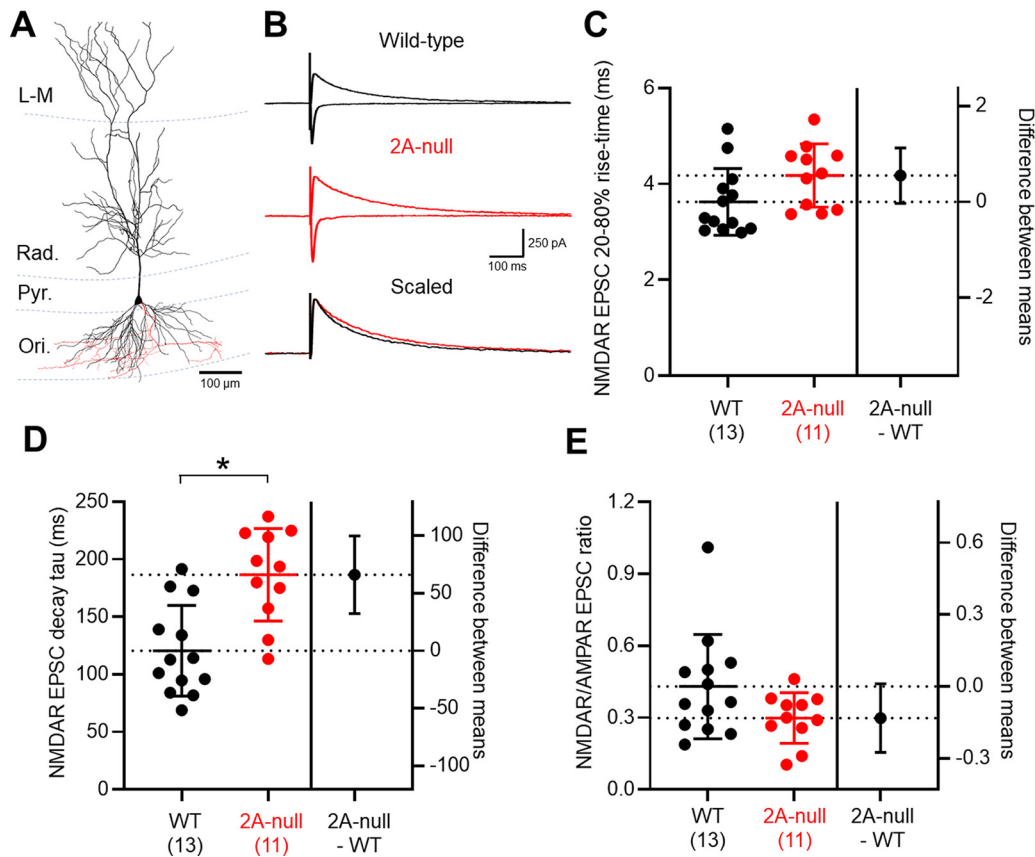 A
L-M
Rad.
Pyr.
Ori.
100 µm
B
Wild-type
2A-null
250 pA
100 ms
Scaled
C
NMDAR EPSC 20-80% rise-time (ms)
6
4
2
0
2
0
-2
Difference between means
WT
(13)
2A-null
(11)
2A-null
- WT
D
*
NMDAR EPSC decay tau (ms)
250
200
150
100
50
0
100
50
0
-50
-100
Difference between means
WT
(13)
2A-null
(11)
2A-null
- WT
E
NMDAR/AMPAR EPSC ratio
1.2
0.9
0.6
0.3
0.0
0.6
0.3
0.0
-0.3
Difference between means
WT
(13)
2A-null
(11)
2A-null
- WT